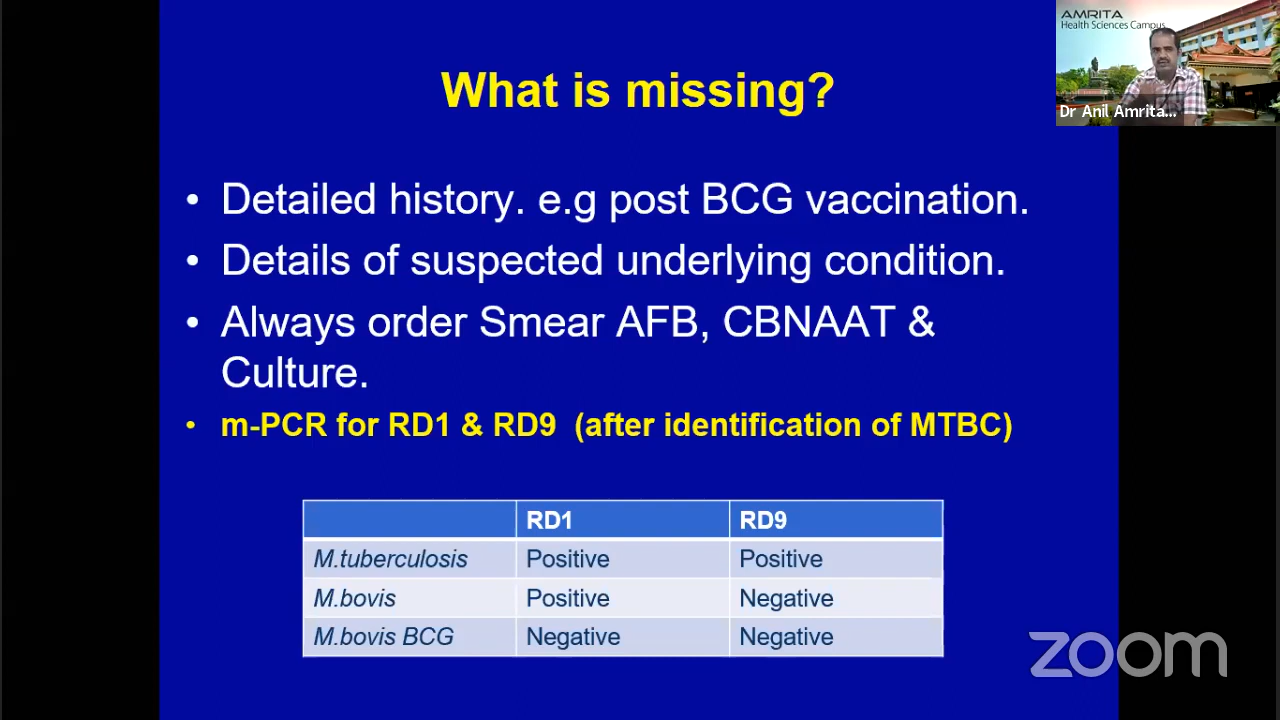 AMRITA
Health Sciences Campus
Dr Anil Amrita...
What is missing?
• Detailed history. e.g post BCG vaccination.
• Details of suspected underlying condition.
• Always order Smear AFB, CBNAAT &
Culture.
• m-PCR for RD1 & RD9 (after identification of MTBC)
RD1 RD9
M.tuberculosis Positive Positive
M.bovis Positive Negative
M.bovis BCG Negative Negative
zoom